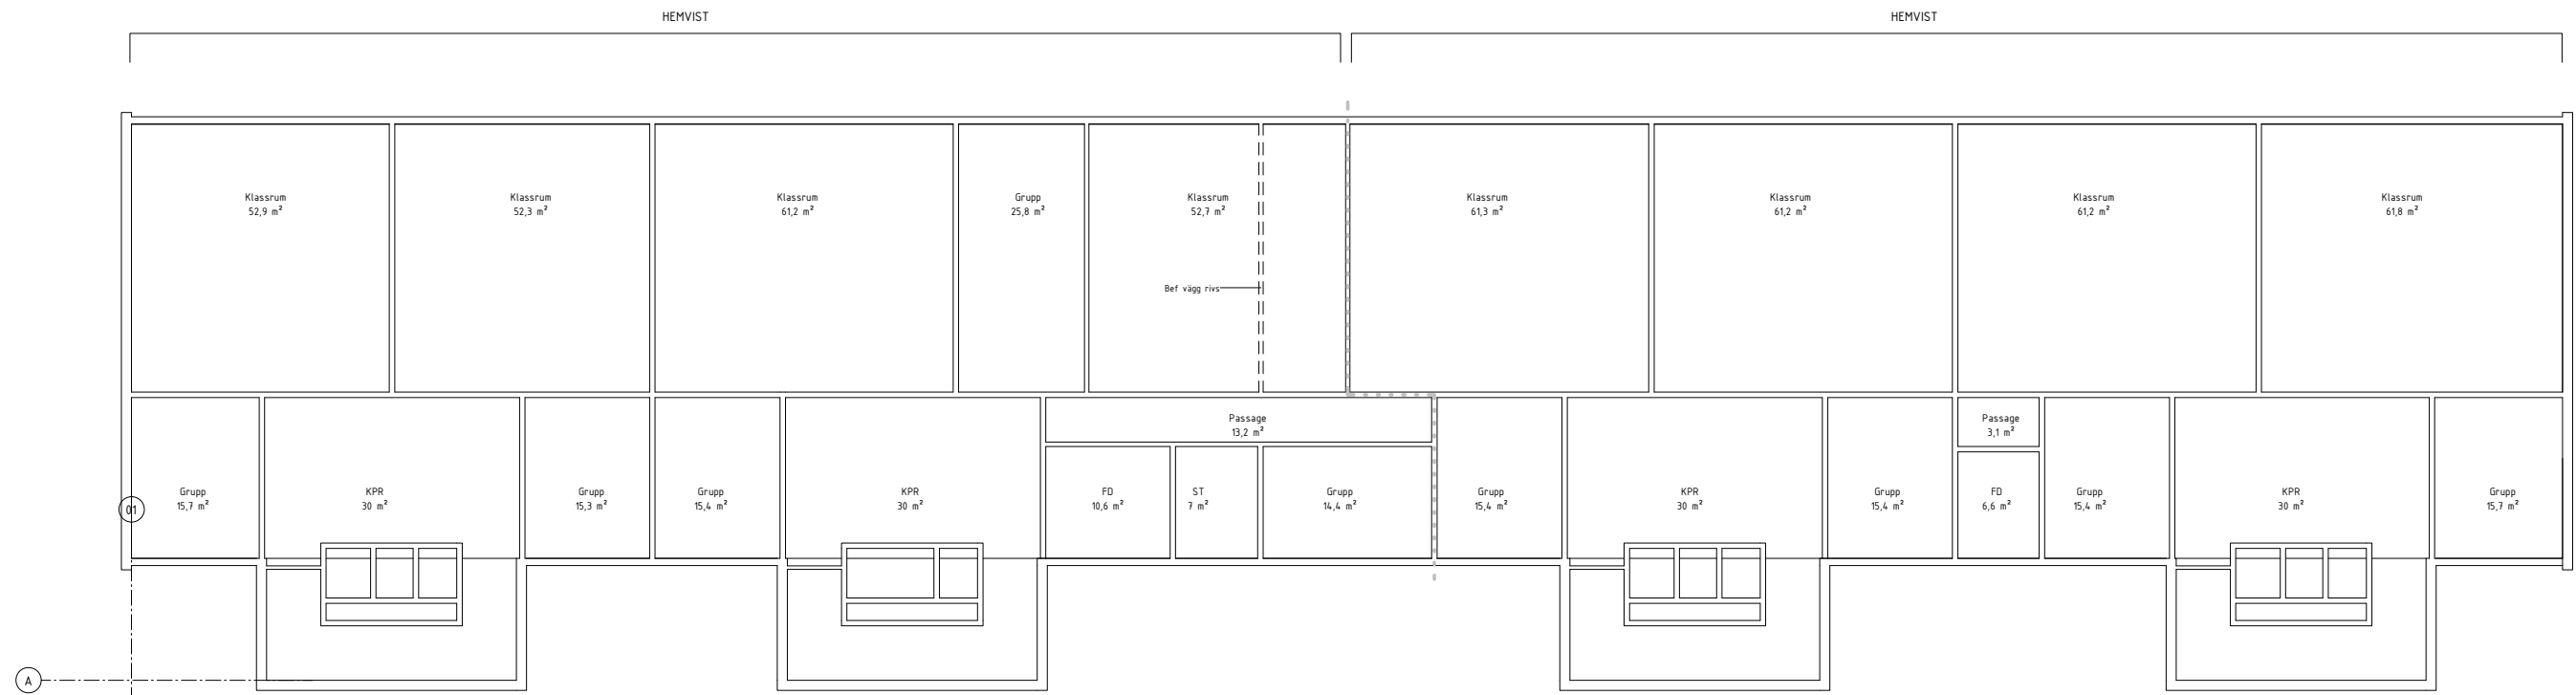 HEMVIST
HEMVIST
Klassrum
52,9 m²
Klassrum
52,3 m²
Klassrum
61,2 m²
Grupp
25,8 m²
Klassrum
52,7 m²
Klassrum
61,3 m²
Klassrum
61,2 m²
Klassrum
61,2 m²
Klassrum
61,8 m²
Bef vägg rivs
Passage
13,2 m²
Passage
3,1 m²
Grupp
15,7 m²
KPR
30 m²
Grupp
15,3 m²
Grupp
15,4 m²
KPR
30 m²
FD
10,6 m²
ST
7 m²
Grupp
14,4 m²
Grupp
15,4 m²
KPR
30 m²
Grupp
15,4 m²
FD
6,6 m²
Grupp
15,4 m²
KPR
30 m²
Grupp
15,7 m²
01
A